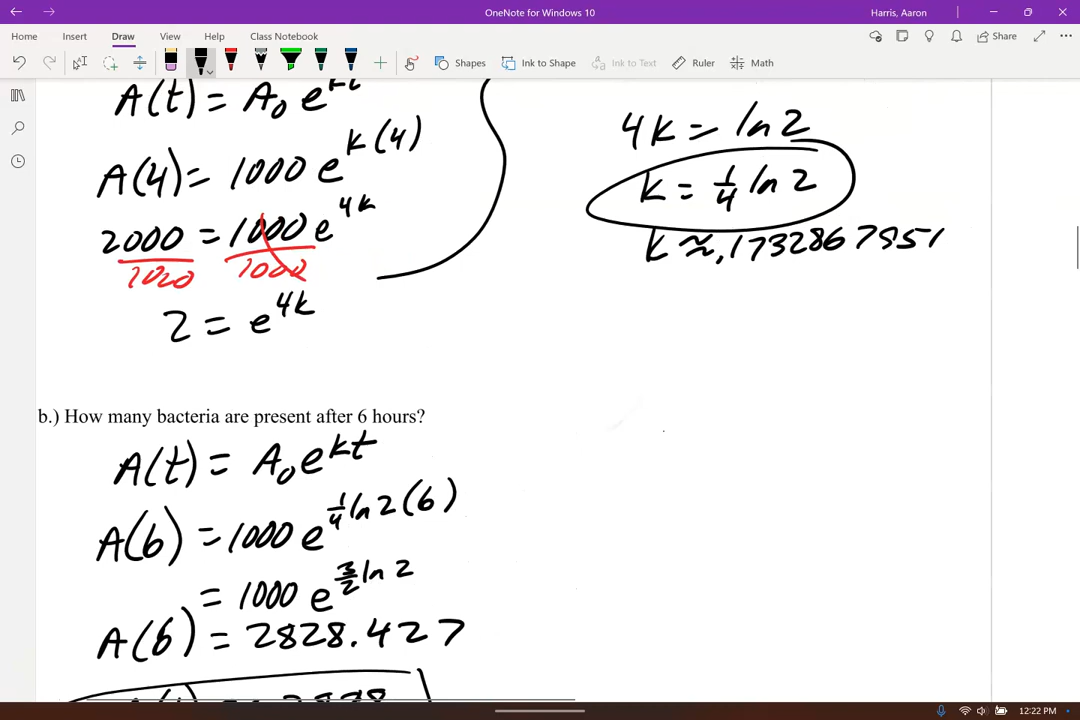 OneNote for Windows 10
Harris, Aaron
Home Insert Draw View Help Class Notebook
Share
Shapes Ink to Shape Ink to Text Ruler Math
A(t) = A₀ e^kt
A(4) = 1000 e^k(4)
2000 = 1000 e^4k
1000 1000
2 = e^4k
4k = ln 2
k = 1/4 ln 2
k ≈ .1732867951
b.) How many bacteria are present after 6 hours?
A(t) = A₀ e^kt
A(6) = 1000 e^1/4 ln 2 (6)
= 1000 e^3/2 ln 2
A(6) = 2828.427
12:22 PM